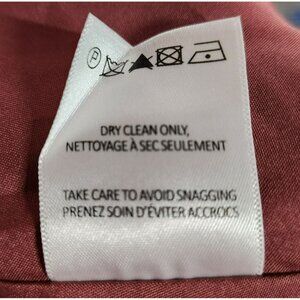 P
DRY CLEAN ONLY,
NETTOYAGE À SEC SEULEMENT
TAKE CARE TO AVOID SNAGGING
PRENEZ SOIN D'ÉVITER ACCROCS